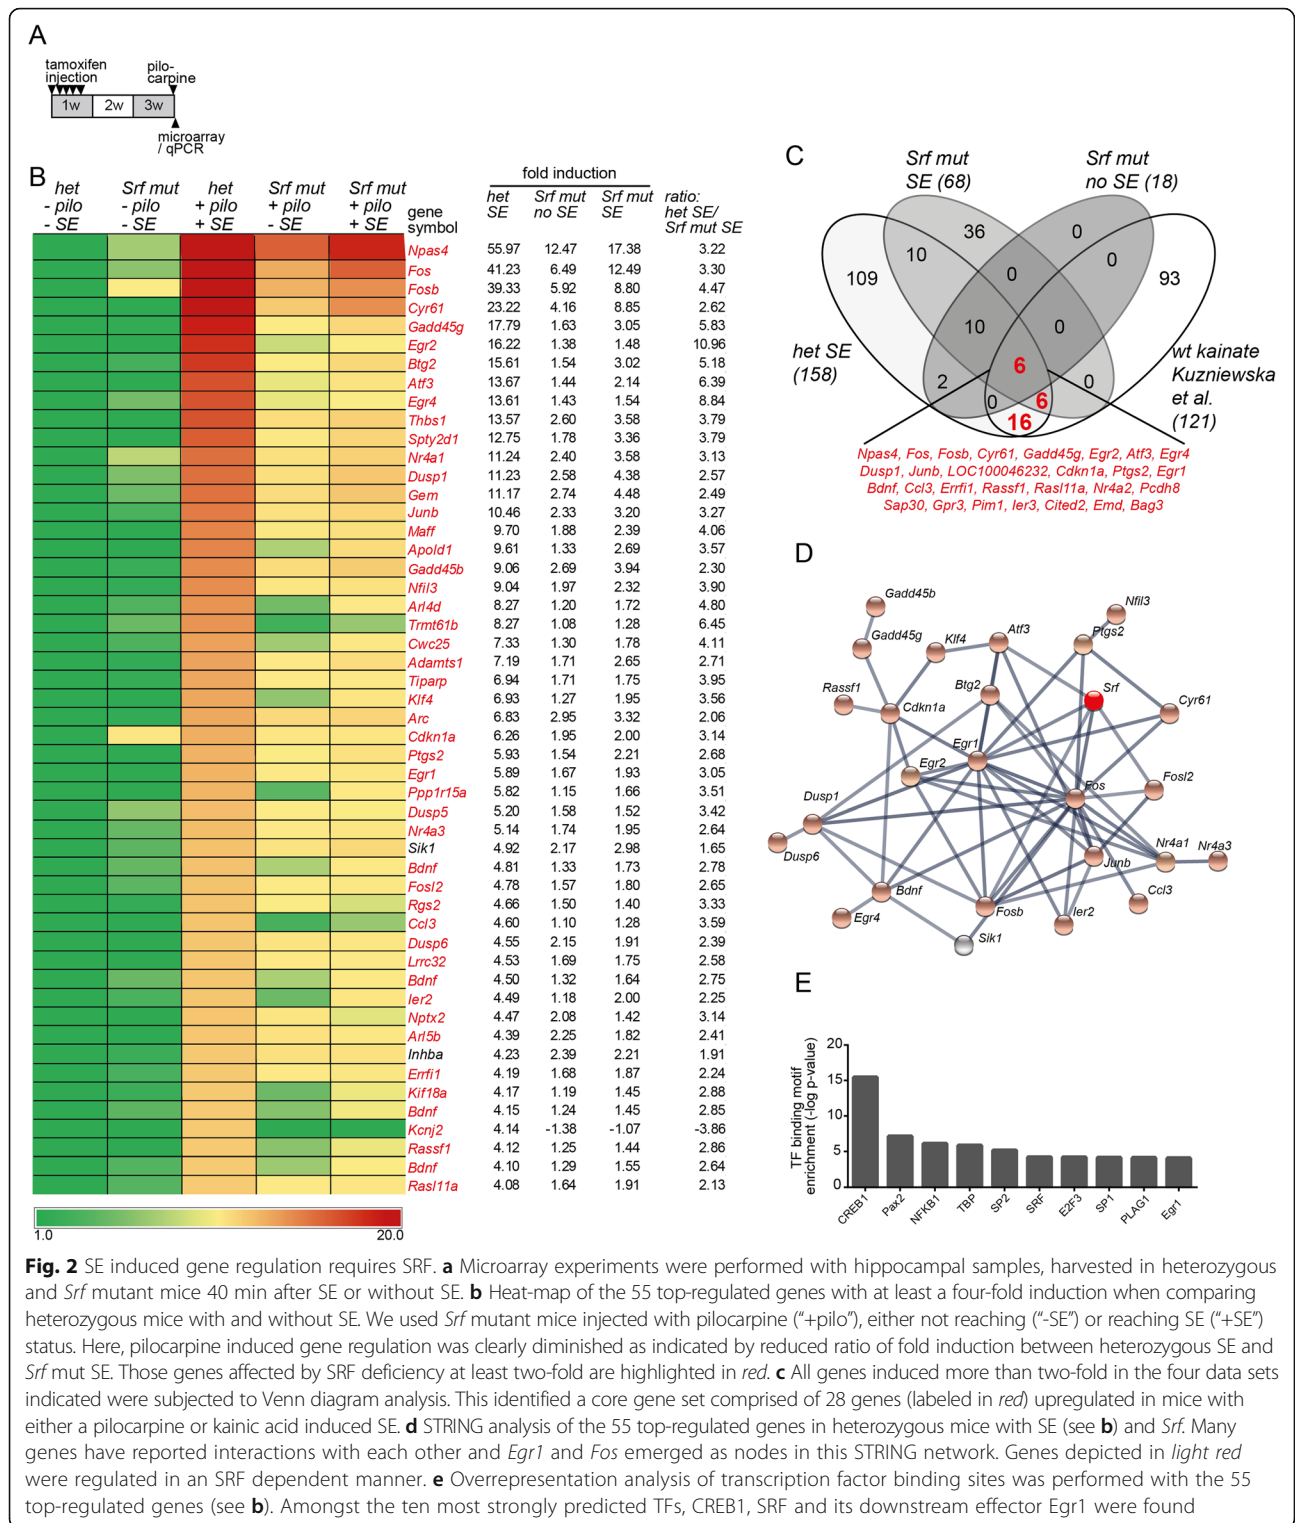 A
tamoxifen
injection
pilo-
carpine
1w 2w 3w
microarray
/ qPCR
B
het
- pilo
- SE
Srf mut
- pilo
- SE
het
+ pilo
+ SE
Srf mut
+ pilo
- SE
Srf mut
+ pilo
+ SE
gene
symbol
fold induction
het
SE
Srf mut
no SE
Srf mut
SE
ratio:
het SE/
Srf mut SE
Npas4 55.97 12.47 17.38 3.22
Fos 41.23 6.49 12.49 3.30
Fosb 39.33 5.92 8.80 4.47
Cyr61 23.22 4.16 8.85 2.62
Gadd45g 17.79 1.63 3.05 5.83
Egr2 16.22 1.38 1.48 10.96
Btg2 15.61 1.54 3.02 5.18
Atf3 13.67 1.44 2.14 6.39
Egr4 13.61 1.43 1.54 8.84
Thbs1 13.57 2.60 3.58 3.79
Spty2d1 12.75 1.78 3.36 3.79
Nr4a1 11.24 2.40 3.58 3.13
Dusp1 11.23 2.58 4.38 2.57
Gem 11.17 2.74 4.48 2.49
Junb 10.46 2.33 3.20 3.27
Maff 9.70 1.88 2.39 4.06
Apold1 9.61 1.33 2.69 3.57
Gadd45b 9.06 2.69 3.94 2.30
Nfil3 9.04 1.97 2.32 3.90
Arl4d 8.27 1.20 1.72 4.80
Trmt61b 8.27 1.08 1.28 6.45
Cwc25 7.33 1.30 1.78 4.11
Adamts1 7.19 1.71 2.65 2.71
Tiparp 6.94 1.71 1.75 3.95
Klf4 6.93 1.27 1.95 3.56
Arc 6.83 2.95 3.32 2.06
Cdkn1a 6.26 1.95 2.00 3.14
Ptgs2 5.93 1.54 2.21 2.68
Egr1 5.89 1.67 1.93 3.05
Ppp1r15a 5.82 1.15 1.66 3.51
Dusp5 5.20 1.58 1.52 3.42
Nr4a3 5.14 1.74 1.95 2.64
Sik1 4.92 2.17 2.98 1.65
Bdnf 4.81 1.33 1.73 2.78
Fosl2 4.78 1.57 1.80 2.65
Rgs2 4.66 1.50 1.40 3.33
Ccl3 4.60 1.10 1.28 3.59
Dusp6 4.55 2.15 1.91 2.39
Lrrc32 4.53 1.69 1.75 2.58
Bdnf 4.50 1.32 1.64 2.75
Ier2 4.49 1.18 2.00 2.25
Nptx2 4.47 2.08 1.42 3.14
Arl5b 4.39 2.25 1.82 2.41
Inhba 4.23 2.39 2.21 1.91
Errfi1 4.19 1.68 1.87 2.24
Kif18a 4.17 1.19 1.45 2.88
Bdnf 4.15 1.24 1.45 2.85
Kcnj2 4.14 -1.38 -1.07 -3.86
Rassf1 4.12 1.25 1.44 2.86
Bdnf 4.10 1.29 1.55 2.64
Rasl11a 4.08 1.64 1.91 2.13
1.0 20.0
C
Srf mut
SE (68)
Srf mut
no SE (18)
36 0
10 0 0
109 93
10 0
het SE
(158)
wt kainate
Kuzniewska
et al.
(121)
6
2 0 6 0
16
Npas4, Fos, Fosb, Cyr61, Gadd45g, Egr2, Atf3, Egr4
Dusp1, Junb, LOC100046232, Cdkn1a, Ptgs2, Egr1
Bdnf, Ccl3, Errfi1, Rassf1, Rasl11a, Nr4a2, Pcdh8
Sap30, Gpr3, Pim1, Ier3, Cited2, Emd, Bag3
D
Gadd45b
Nfil3
Gadd45g Klf4 Atf3 Ptgs2
Rassf1 Cdkn1a Btg2 Srf Cyr61
Egr1
Egr2 Fos Fosl2
Dusp1
Dusp6 Junb Nr4a1 Nr4a3
Bdnf Ccl3
Egr4 Fosb Ier2
Sik1
E
TF binding motif
enrichment (-log p-value)
20
15
10
5
0
CREB1 Pax2 NFKB1 TBP SP2 SRF E2F3 SP1 PLAG1 Egr1
Fig. 2 SE induced gene regulation requires SRF. a Microarray experiments were performed with hippocampal samples, harvested in heterozygous
and Srf mutant mice 40 min after SE or without SE. b Heat-map of the 55 top-regulated genes with at least a four-fold induction when comparing
heterozygous mice with and without SE. We used Srf mutant mice injected with pilocarpine (“+pilo”), either not reaching (“-SE”) or reaching SE (“+SE”)
status. Here, pilocarpine induced gene regulation was clearly diminished as indicated by reduced ratio of fold induction between heterozygous SE and
Srf mut SE. Those genes affected by SRF deficiency at least two-fold are highlighted in red. c All genes induced more than two-fold in the four data sets
indicated were subjected to Venn diagram analysis. This identified a core gene set comprised of 28 genes (labeled in red) upregulated in mice with
either a pilocarpine or kainic acid induced SE. d STRING analysis of the 55 top-regulated genes in heterozygous mice with SE (see b) and Srf. Many
genes have reported interactions with each other and Egr1 and Fos emerged as nodes in this STRING network. Genes depicted in light red
were regulated in an SRF dependent manner. e Overrepresentation analysis of transcription factor binding sites was performed with the 55
top-regulated genes (see b). Amongst the ten most strongly predicted TFs, CREB1, SRF and its downstream effector Egr1 were found